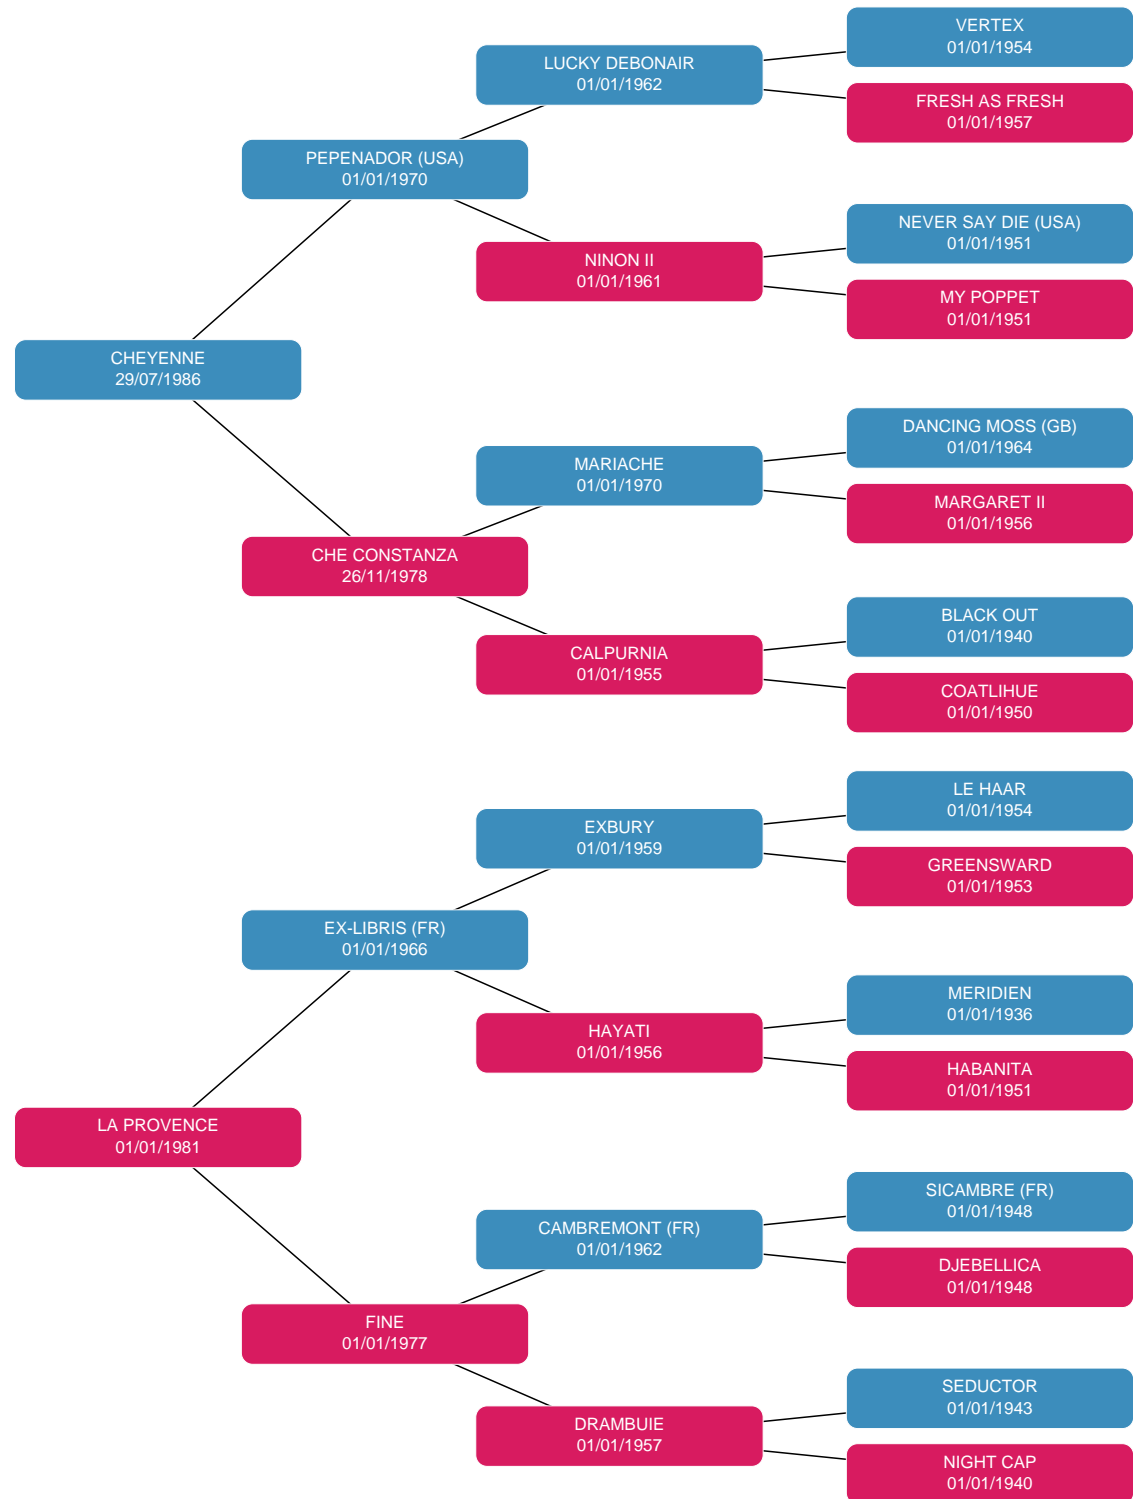 VERTEX
01/01/1954
LUCKY DEBONAIR
01/01/1962
FRESH AS FRESH
01/01/1957
PEPENADOR (USA)
01/01/1970
NEVER SAY DIE (USA)
01/01/1951
NINON II
01/01/1961
MY POPPET
01/01/1951
CHEYENNE
29/07/1986
DANCING MOSS (GB)
01/01/1964
MARIACHE
01/01/1970
MARGARET II
01/01/1956
CHE CONSTANZA
26/11/1978
BLACK OUT
01/01/1940
CALPURNIA
01/01/1955
COATLIHUE
01/01/1950
LE HAAR
01/01/1954
EXBURY
01/01/1959
GREENSWARD
01/01/1953
EX-LIBRIS (FR)
01/01/1966
MERIDIEN
01/01/1936
HAYATI
01/01/1956
HABANITA
01/01/1951
LA PROVENCE
01/01/1981
SICAMBRE (FR)
01/01/1948
CAMBREMONT (FR)
01/01/1962
DJEBELLICA
01/01/1948
FINE
01/01/1977
SEDUCTOR
01/01/1943
DRAMBUIE
01/01/1957
NIGHT CAP
01/01/1940